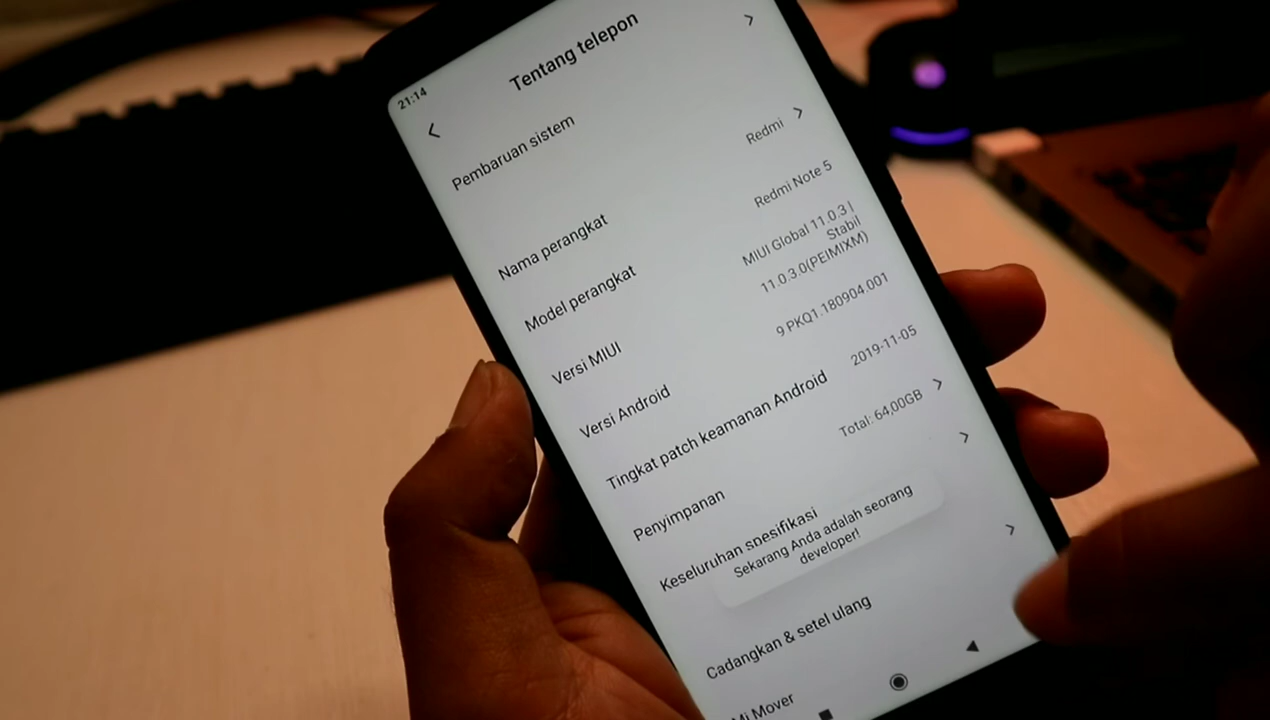 21:14
Tentang telepon
Pembaruan sistem
Nama perangkat
Redmi
Model perangkat
Redmi Note 5
Versi MIUI
MIUI Global 11.0.3 |
Stabil
11.0.3.0(PEIMIXM)
Versi Android
9 PKQ1.180904.001
Tingkat patch keamanan Android
2019-11-05
Penyimpanan
Total: 64,00GB
Keseluruhan spesifikasi
Sekarang Anda adalah seorang
developer!
Cadangkan & setel ulang
Mi Mover